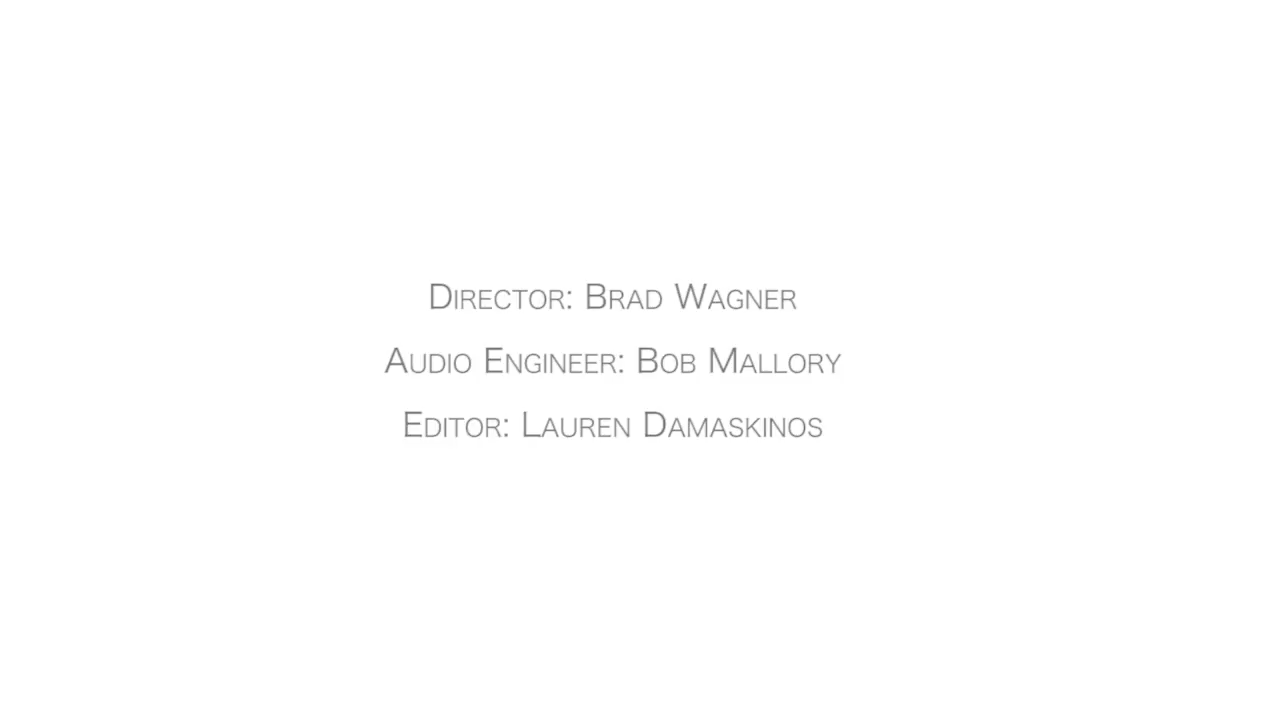 Director: Brad Wagner
Audio Engineer: Bob Mallory
Editor: Lauren Damaskinos